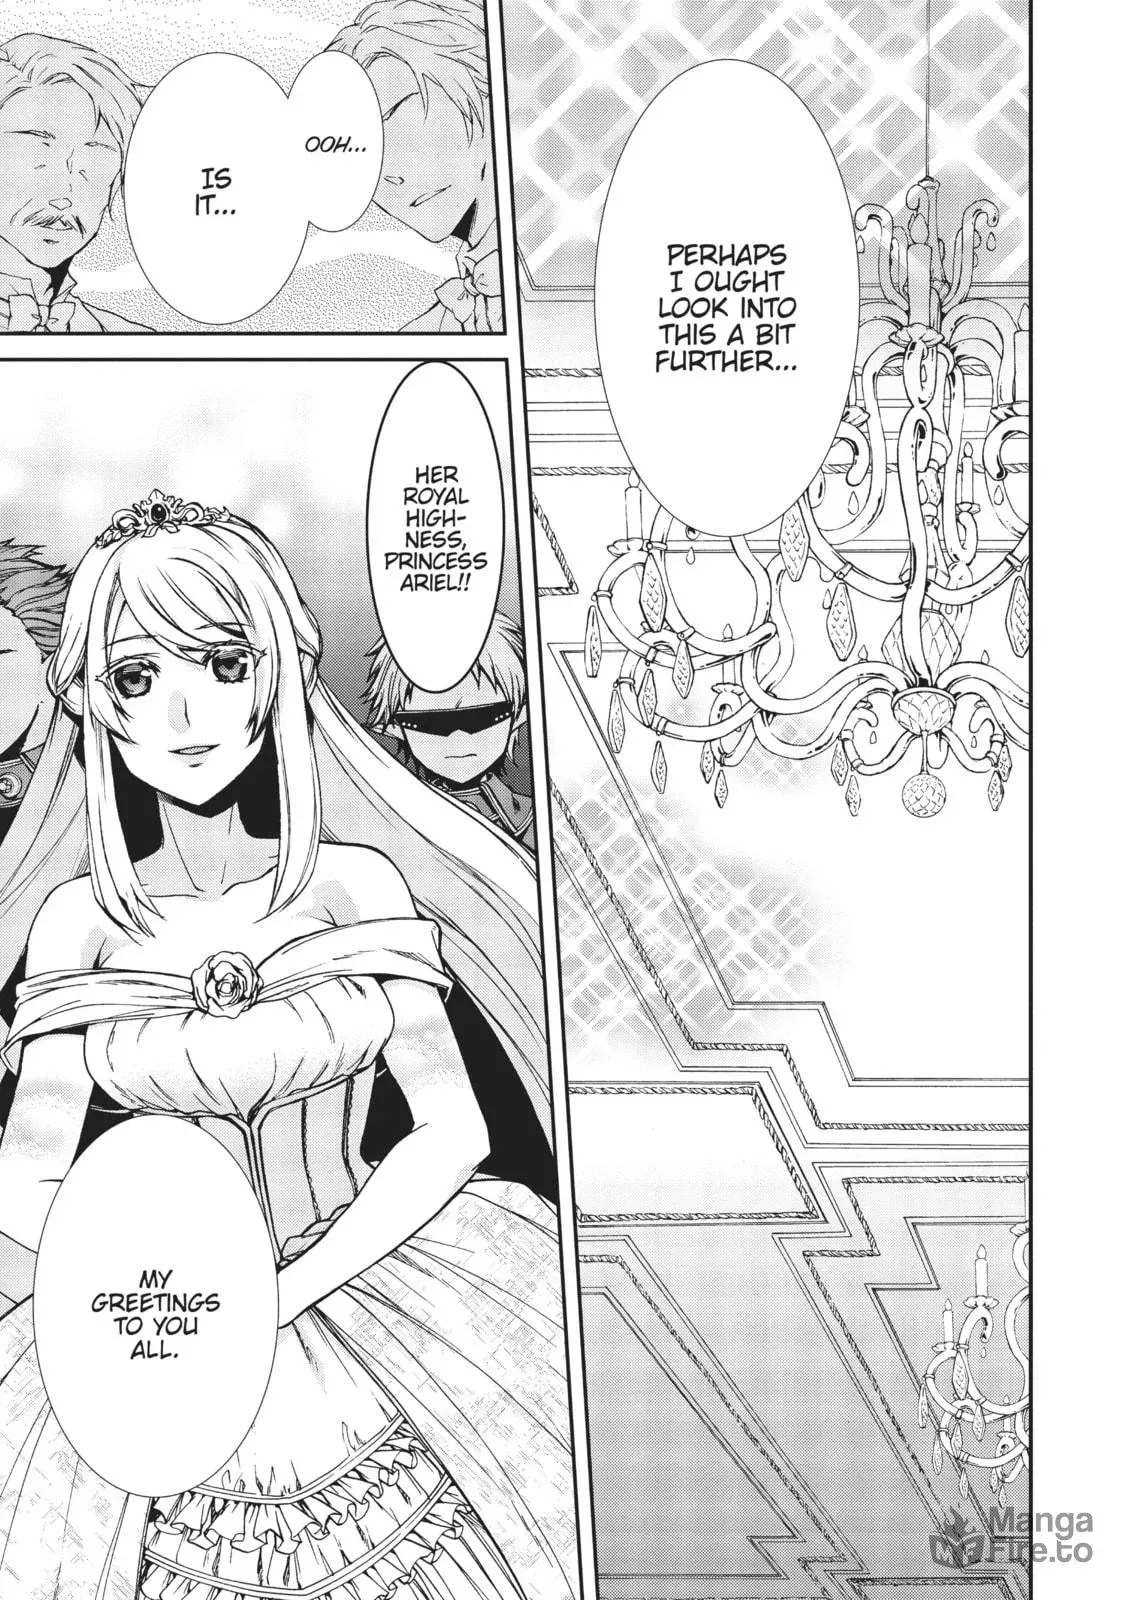 PERHAPS
I OUGHT
LOOK INTO
THIS A BIT
FURTHER...
OOH...
IS
IT...
HER
ROYAL
HIGH-
NESS,
PRINCESS
ARIEL!!
MY
GREETINGS
TO YOU
ALL.
Manga
Fire.to